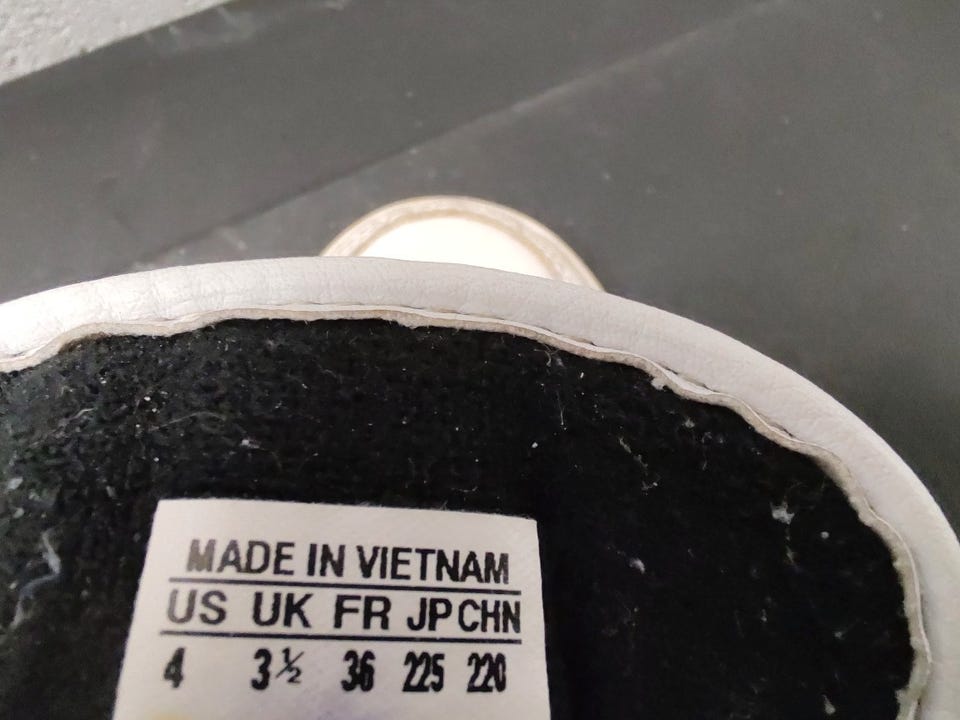 MADE IN VIETNAM
US UK FR JP CHN
4 3½ 36 225 220